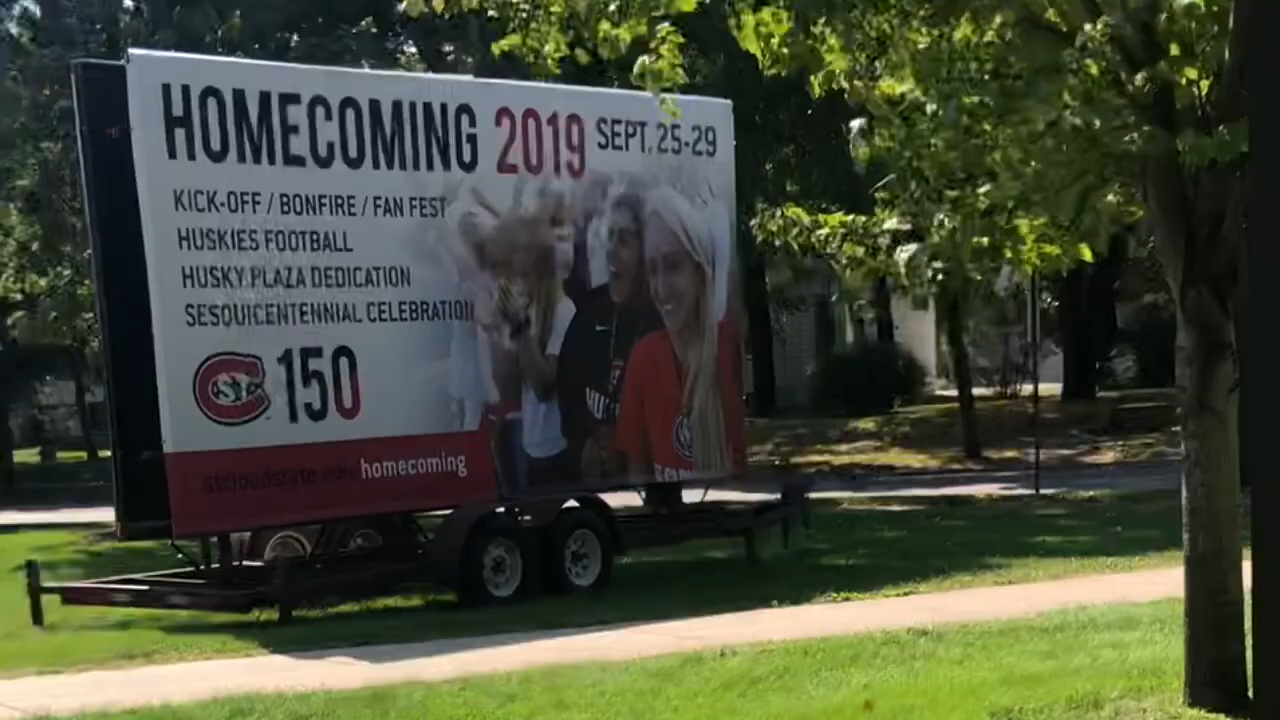 HOMECOMING 2019 SEPT. 25-29
KICK-OFF / BONFIRE / FAN FEST
HUSKIES FOOTBALL
HUSKY PLAZA DEDICATION
SESQUICENTENNIAL CELEBRATION
150
stcloudstate.edu/homecoming